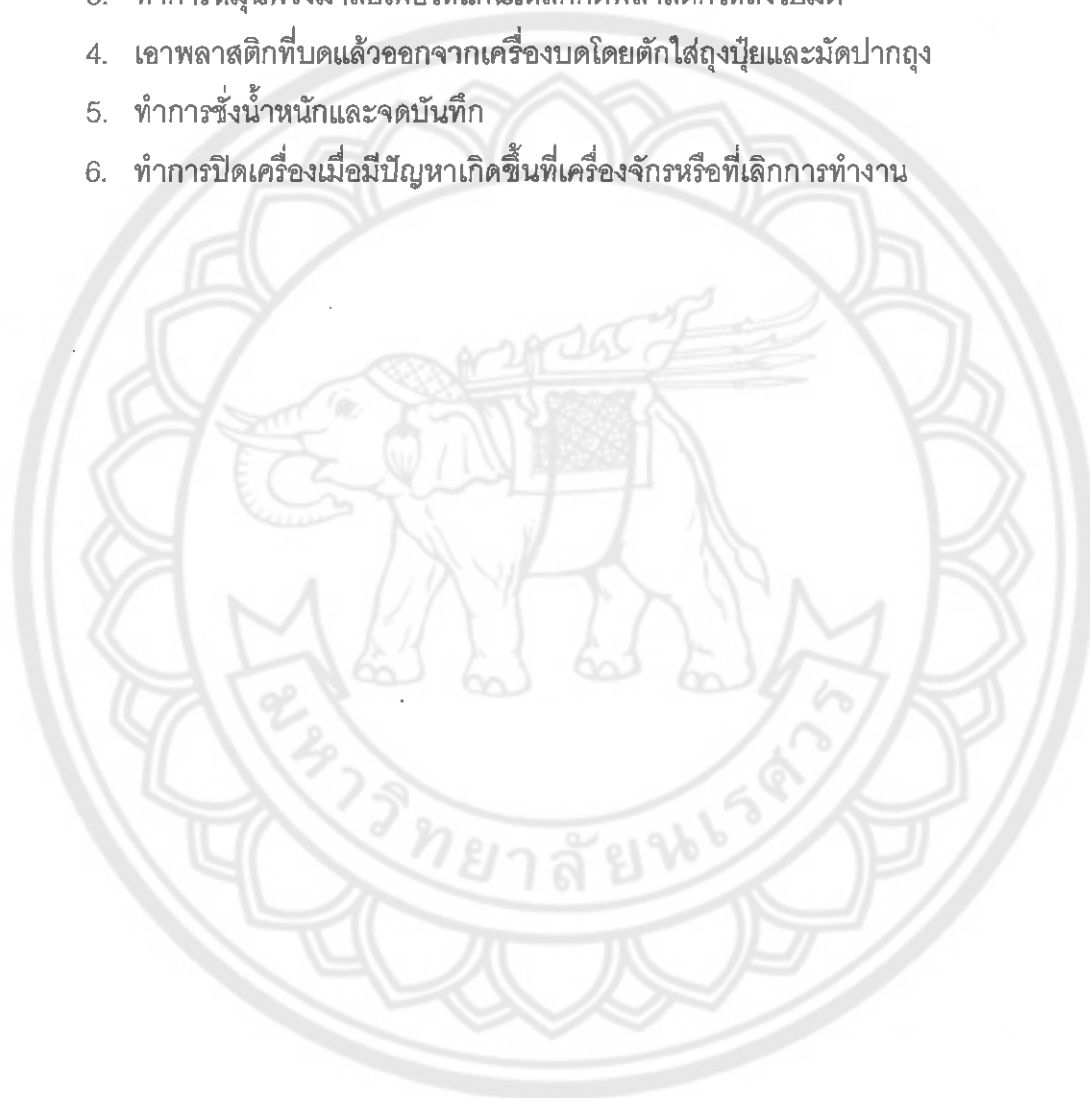 4. เอาพลาสติกที่บดแล้วออกจากเครื่องบดโดยตักใส่ถุงปุ๋ยและมัดปากถุง
5. ทำการชั่งน้ำหนักและจดบันทึก
6. ทำการปิดเครื่องเมื่อมีปัญหาเกิดขึ้นที่เครื่องจักรหรือที่เลิกการทำงาน
มหาวิทยาลัยนเรศวร